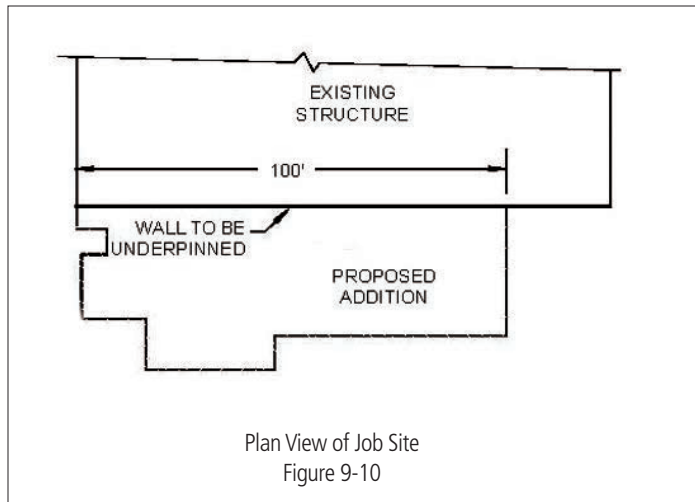 EXISTING
STRUCTURE
100'
WALL TO BE
UNDERPINNED
PROPOSED
ADDITION
Plan View of Job Site
Figure 9-10